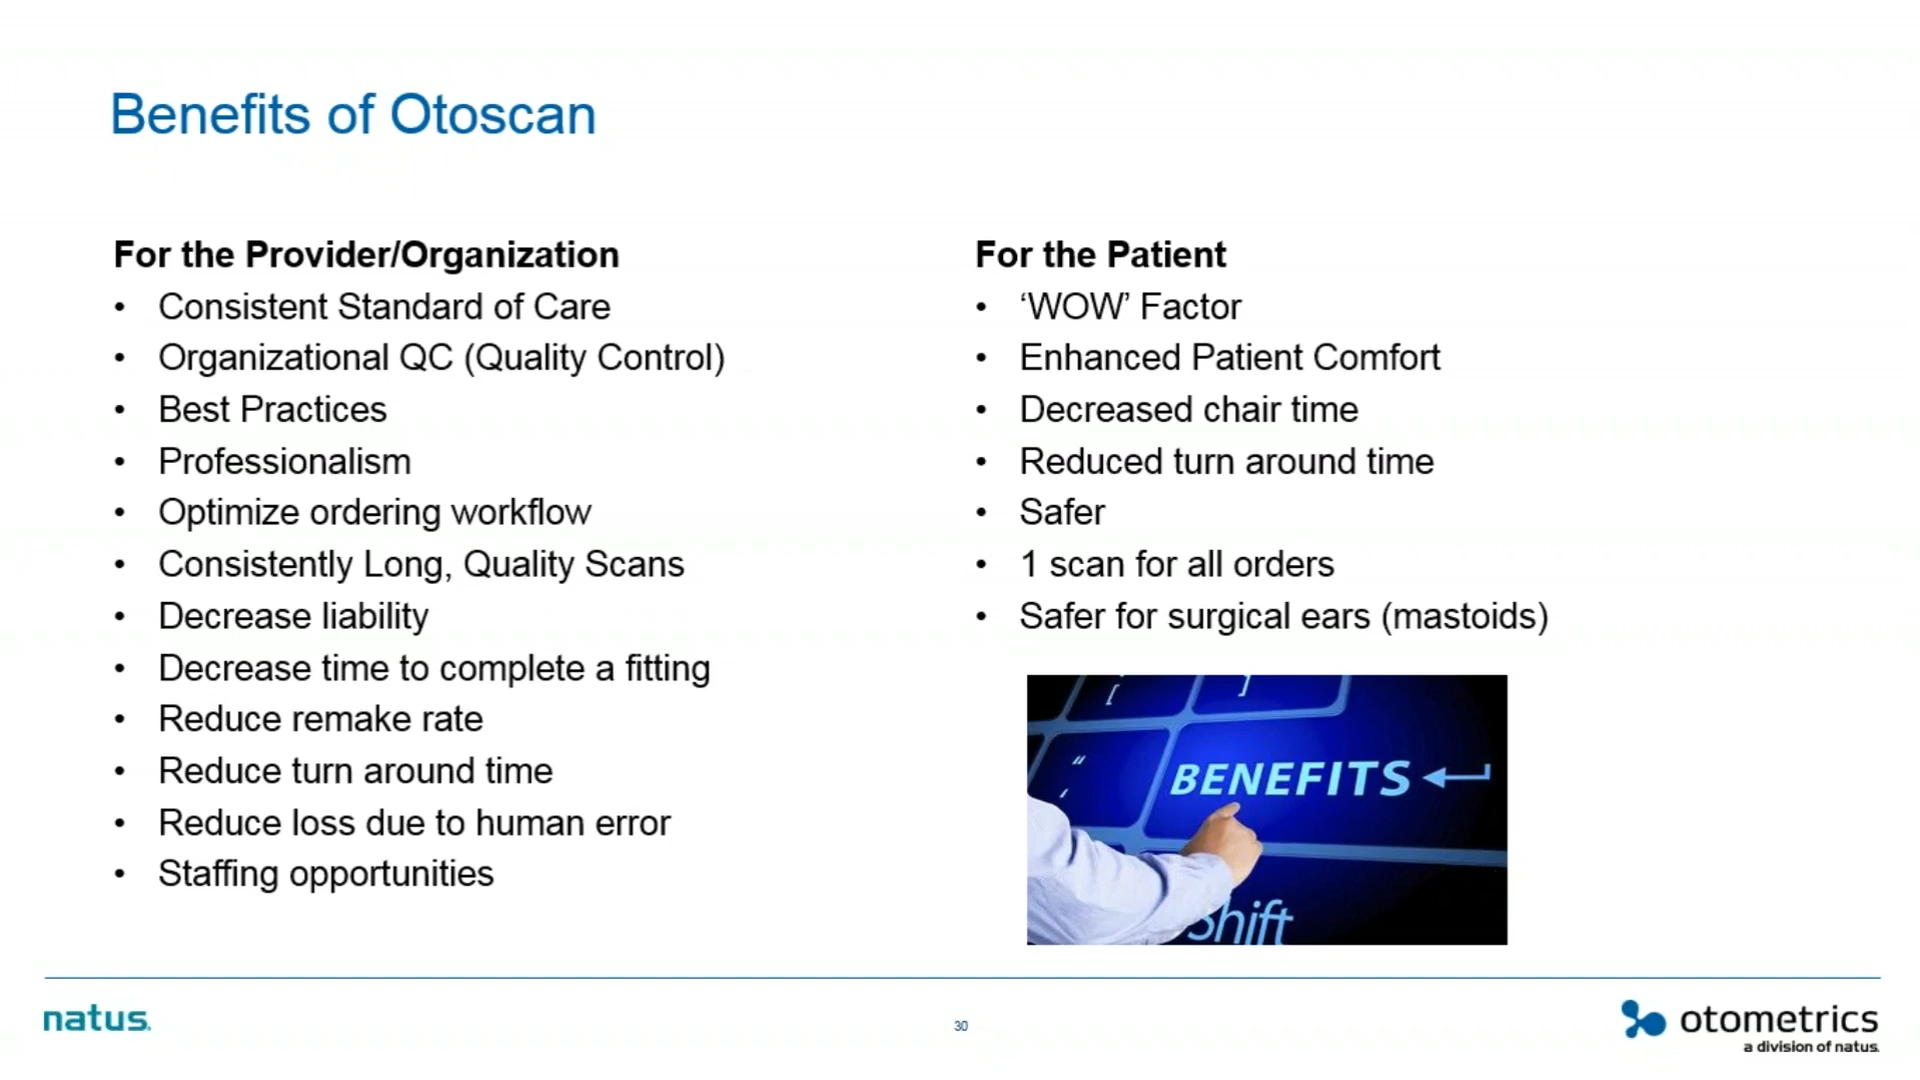 Benefits of Otoscan
For the Provider/Organization
• Consistent Standard of Care
• Organizational QC (Quality Control)
• Best Practices
• Professionalism
• Optimize ordering workflow
• Consistently Long, Quality Scans
• Decrease liability
• Decrease time to complete a fitting
• Reduce remake rate
• Reduce turn around time
• Reduce loss due to human error
• Staffing opportunities
For the Patient
• ‘WOW’ Factor
• Enhanced Patient Comfort
• Decreased chair time
• Reduced turn around time
• Safer
• 1 scan for all orders
• Safer for surgical ears (mastoids)
[ ]
" ,
BENEFITS
Shift
natus.
30
otometrics
a division of natus.